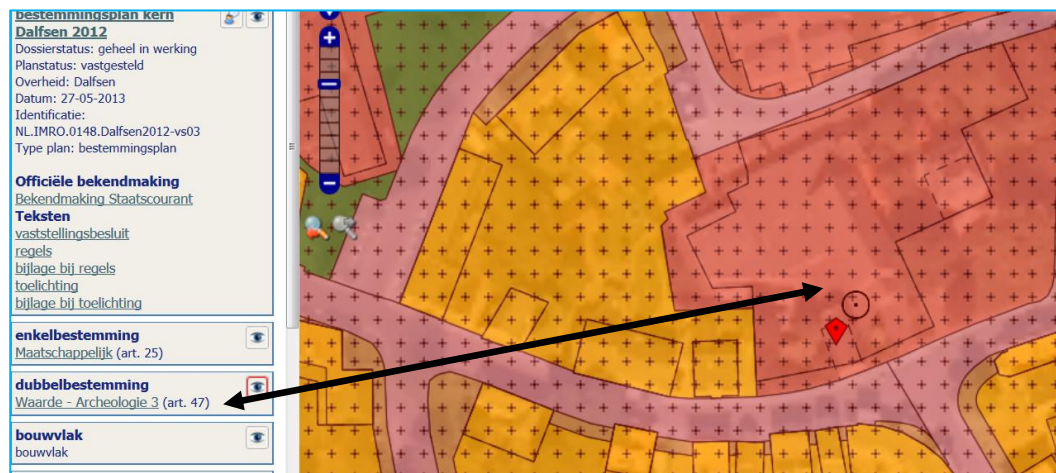 bestemmingsplan kern
Dalfsen 2012
Dossierstatus: geheel in werking
Planstatus: vastgesteld
Overheid: Dalfsen
Datum: 27-05-2013
Identificatie:
NL.IMRO.0148.Dalfsen2012-vs03
Type plan: bestemmingsplan
Officiële bekendmaking
Bekendmaking Staatscourant
Teksten
vaststellingsbesluit
regels
bijlage bij regels
toelichting
bijlage bij toelichting
enkelbestemming
Maatschappelijk (art. 25)
dubbelbestemming
Waarde - Archeologie 3 (art. 47)
bouwvlak
bouwvlak